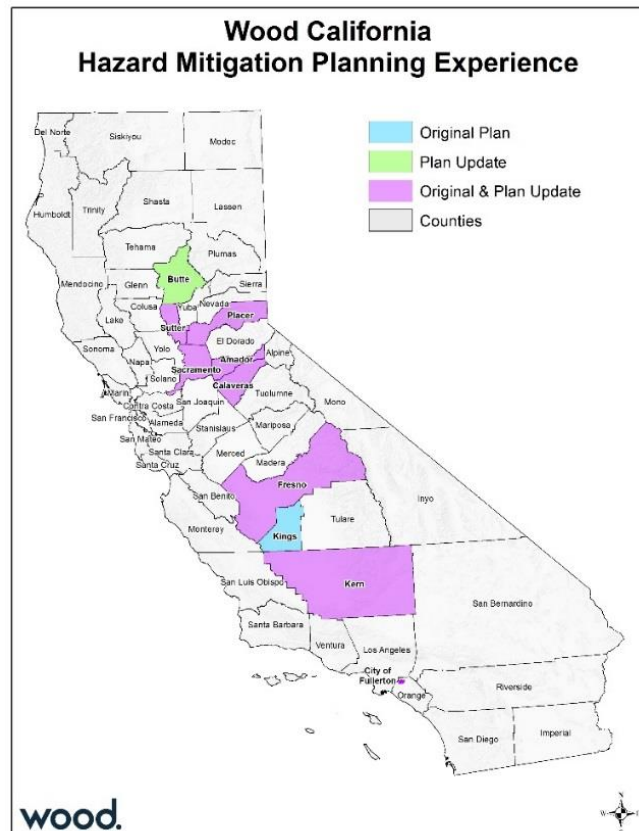 Wood California
Hazard Mitigation Planning Experience
Original Plan
Plan Update
Original & Plan Update
Counties
Del Norte
Siskiyou
Modoc
Humboldt
Trinity
Shasta
Lassen
Tehama
Plumas
Butte
Mendocino
Glenn
Sierra
Colusa
Yuba
Nevada
Placer
Lake
Sutter
El Dorado
Sonoma
Yolo
Amador
Alpine
Napa
Sacramento
Solano
Calaveras
Marin
Contra Costa
San Joaquin
Tuolumne
Mono
San Francisco
Alameda
Stanislaus
Mariposa
San Mateo
Santa Clara
Merced
Madera
Santa Cruz
Fresno
San Benito
Inyo
Monterey
Tulare
Kings
San Luis Obispo
Kern
San Bernardino
Santa Barbara
Ventura
Los Angeles
City of
Fullerton
Orange
Riverside
San Diego
Imperial
wood.
N
W
E
S